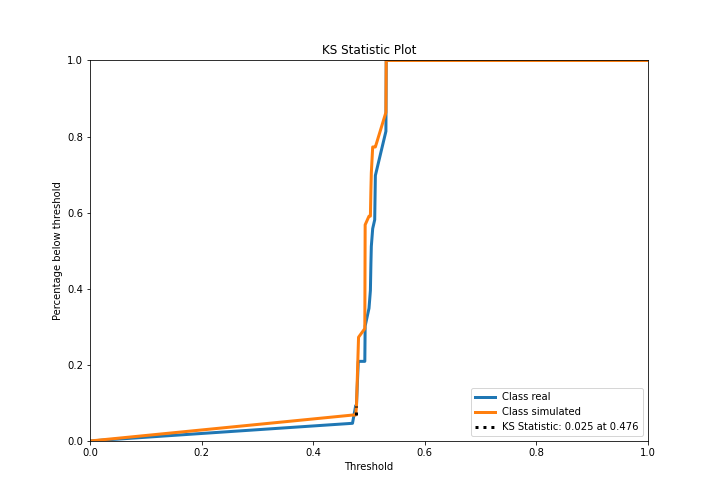 KS Statistic Plot
1.0
0.8
0.6
0.4
0.2
0.0
Percentage below threshold
0.0 0.2 0.4 0.6 0.8 1.0
Threshold
Class real
Class simulated
KS Statistic: 0.025 at 0.476